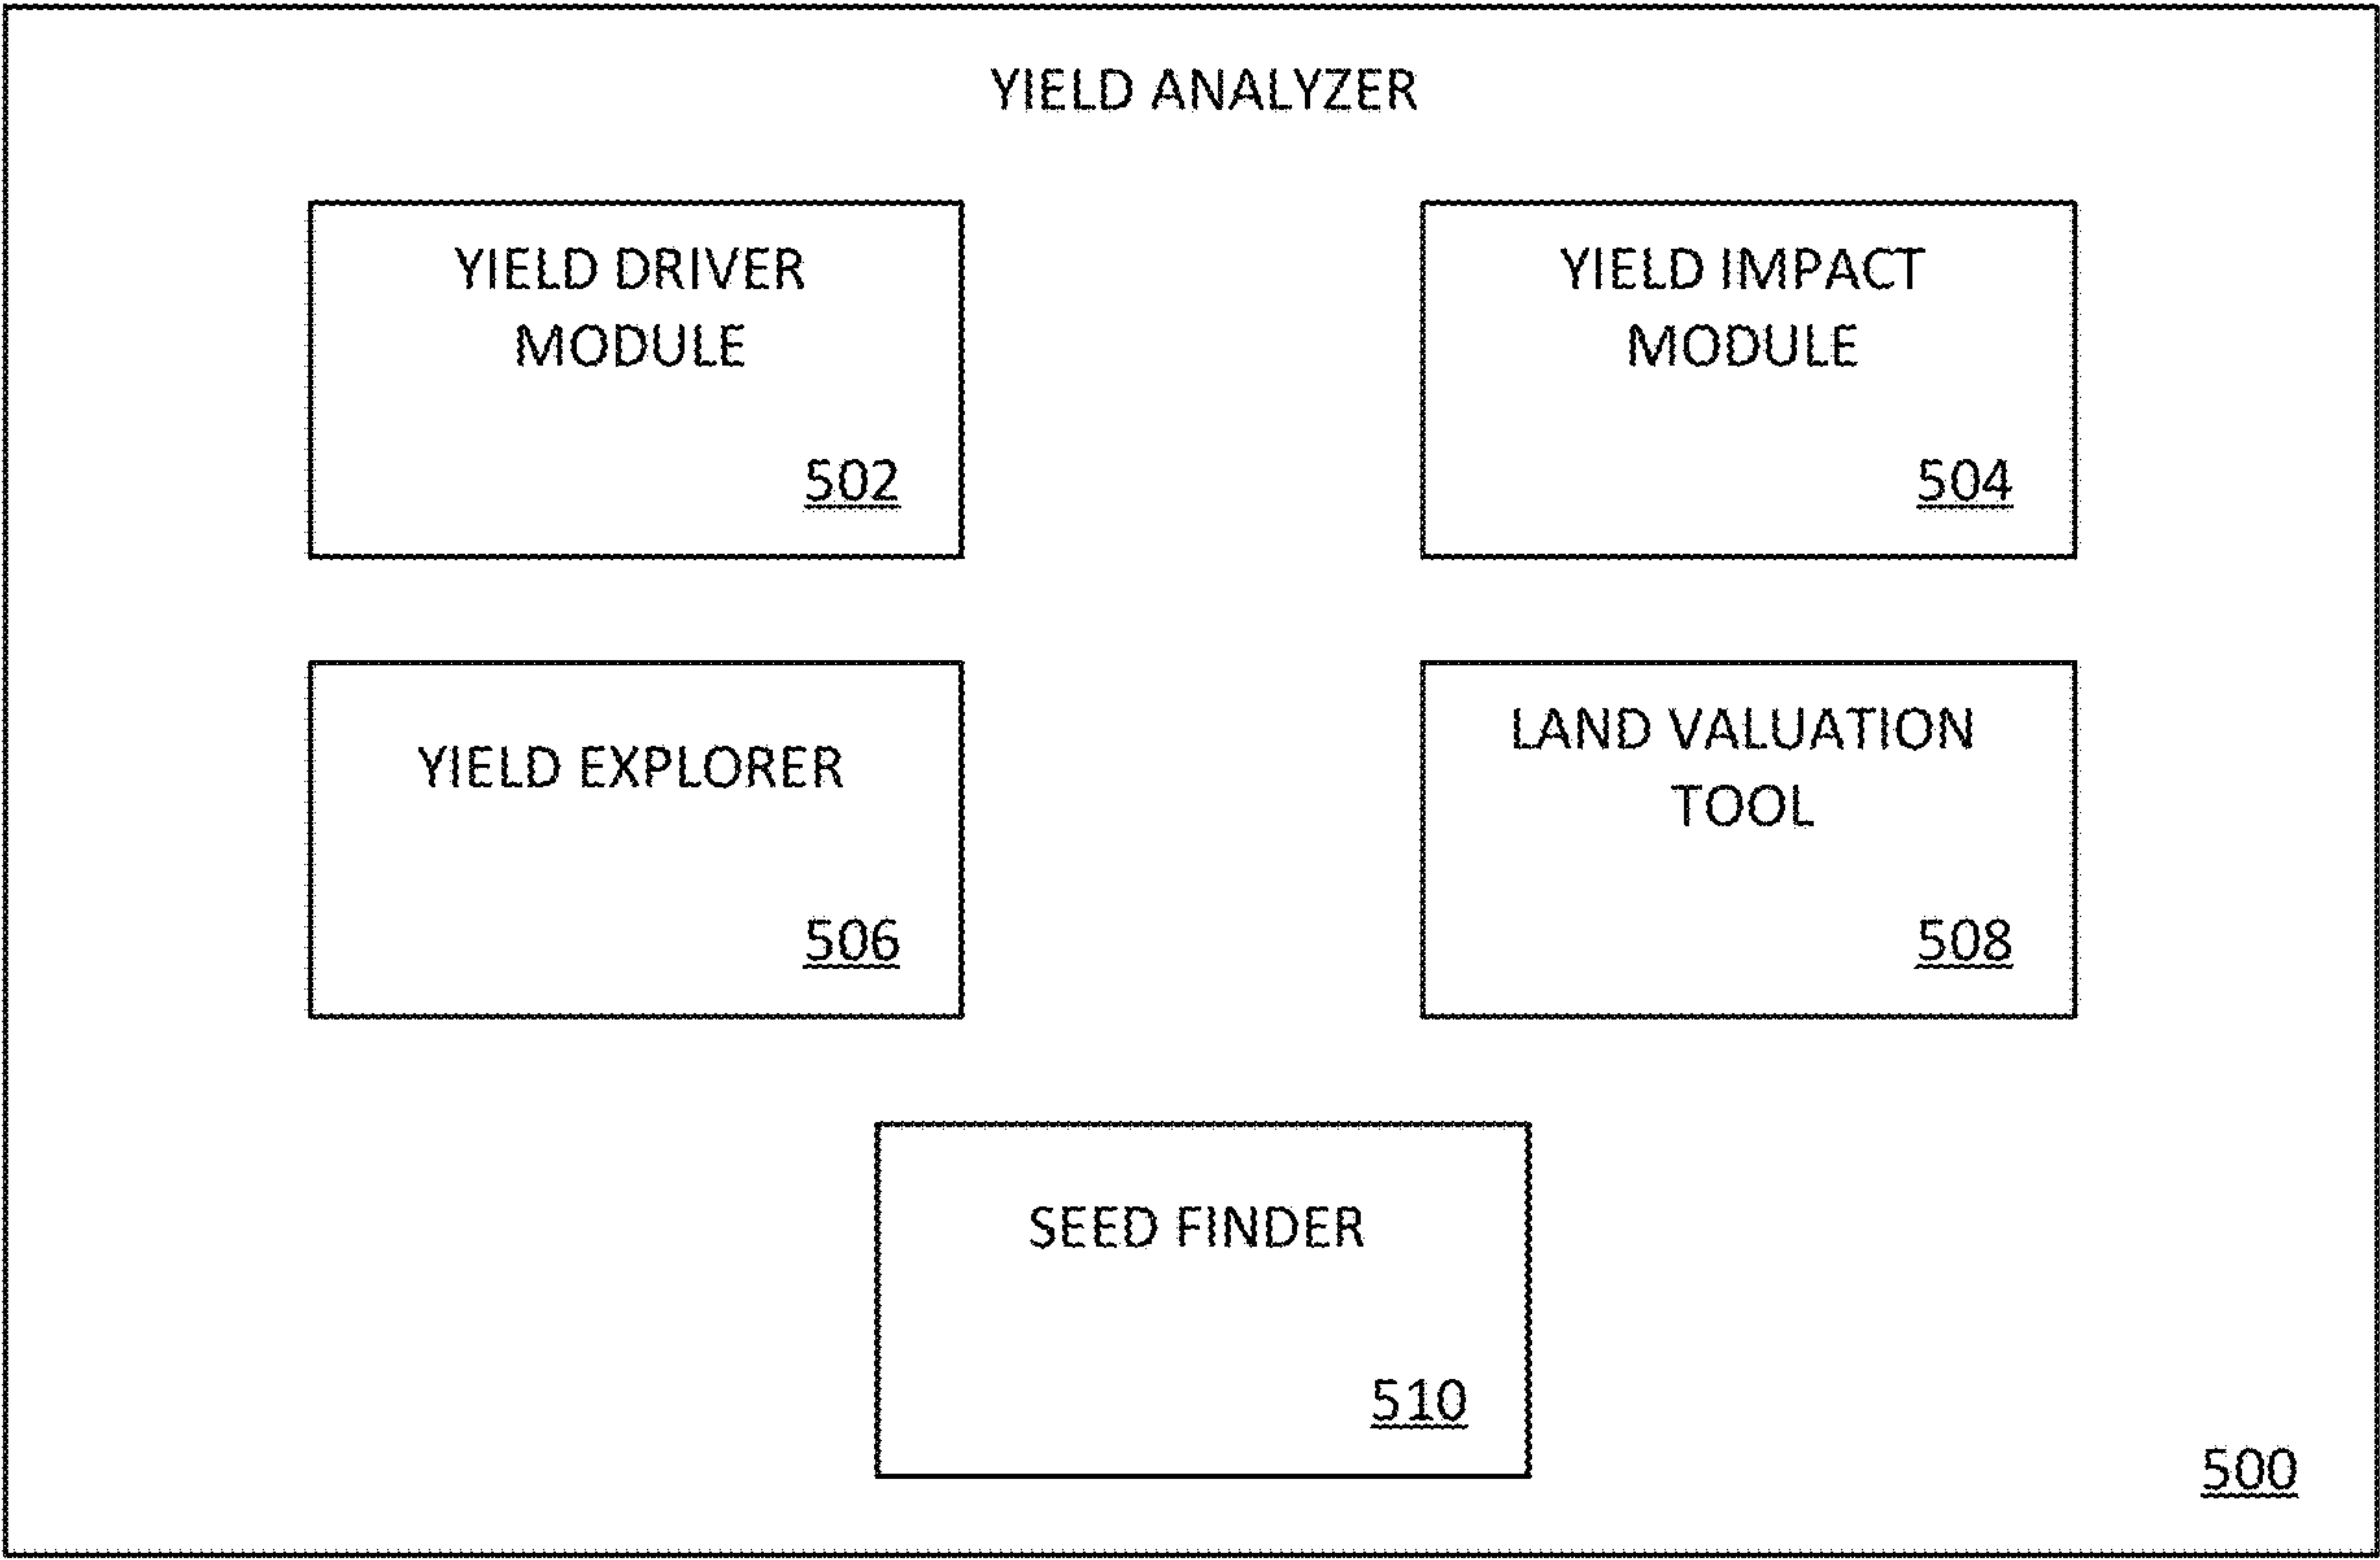 YIELD ANALYZER
YIELD DRIVER
MODULE
502
YIELD IMPACT
MODULE
504
YIELD EXPLORER
506
LAND VALUATION
TOOL
508
SEED FINDER
510
500